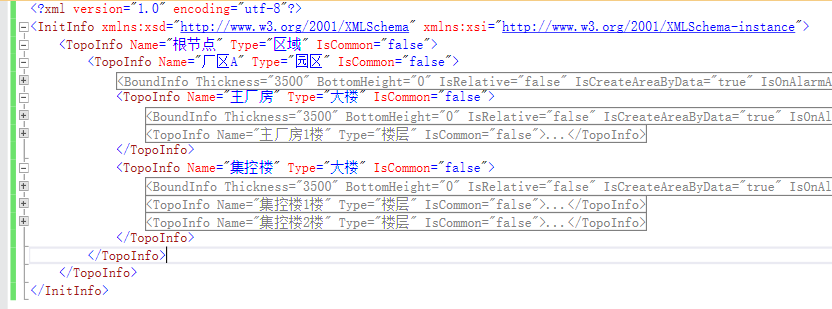 <?xml version="1.0" encoding="utf-8"?>
<InitInfo xmlns:xsd="http://www.w3.org/2001/XMLSchema" xmlns:xsi="http://www.w3.org/2001/XMLSchema-instance">
<TopoInfo Name="根节点" Type="区域" IsCommon="false">
<TopoInfo Name="厂区A" Type="园区" IsCommon="false">
<BoundInfo Thickness="3500" BottomHeight="0" IsRelative="false" IsCreateAreaByData="true" IsOnAlarmA
<TopoInfo Name="主厂房" Type="大楼" IsCommon="false">
<BoundInfo Thickness="3500" BottomHeight="0" IsRelative="false" IsCreateAreaByData="true" IsOnA
<TopoInfo Name="主厂房1楼" Type="楼层" IsCommon="false">...</TopoInfo>
</TopoInfo>
<TopoInfo Name="集控楼" Type="大楼" IsCommon="false">
<BoundInfo Thickness="3500" BottomHeight="0" IsRelative="false" IsCreateAreaByData="true" IsOnAl
<TopoInfo Name="集控楼1楼" Type="楼层" IsCommon="false">...</TopoInfo>
<TopoInfo Name="集控楼2楼" Type="楼层" IsCommon="false">...</TopoInfo>
</TopoInfo>
</TopoInfo>
</TopoInfo>
</InitInfo>